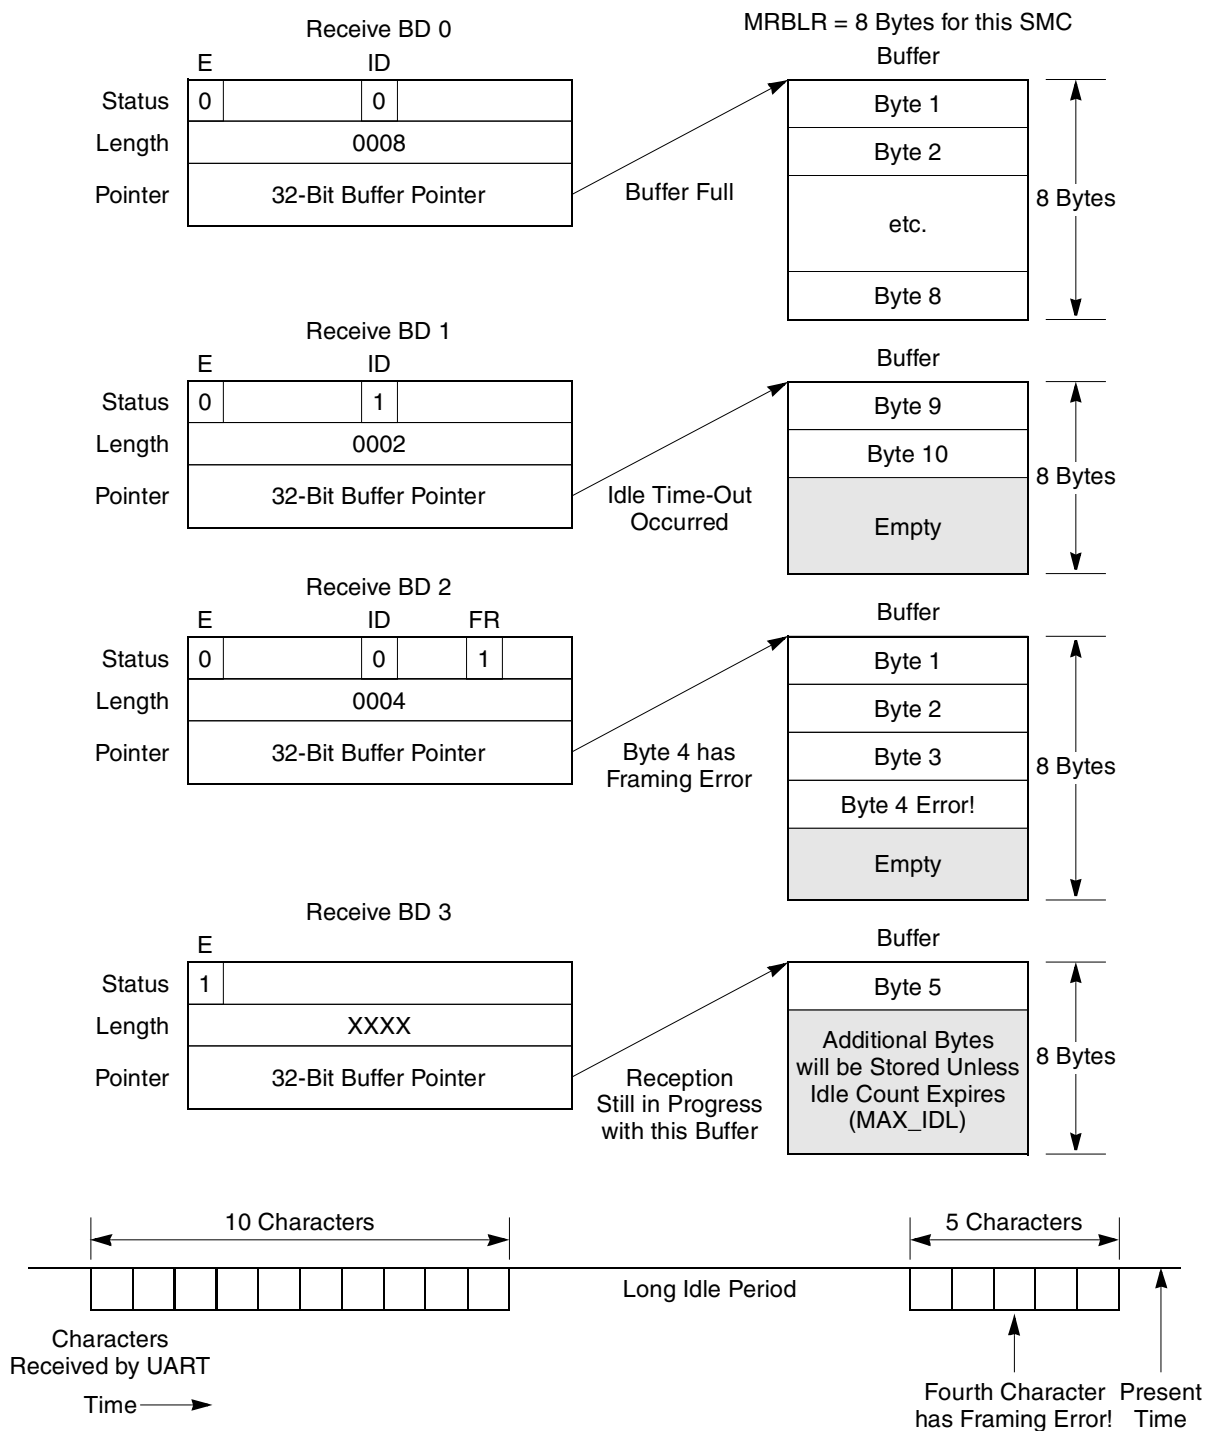 Receive BD 0
MRBLR = 8 Bytes for this SMC
E ID
Buffer
Status 0 0
Byte 1
Length 0008
Byte 2
Pointer 32-Bit Buffer Pointer
Buffer Full
etc.
8 Bytes
Byte 8
Receive BD 1
E ID
Buffer
Status 0 1
Byte 9
Length 0002
Byte 10
Pointer 32-Bit Buffer Pointer
Idle Time-Out
Occurred
Empty
8 Bytes
Receive BD 2
E ID FR
Buffer
Status 0 0 1
Byte 1
Length 0004
Byte 2
Pointer 32-Bit Buffer Pointer
Byte 4 has
Framing Error
Byte 3
8 Bytes
Byte 4 Error!
Empty
Receive BD 3
E
Buffer
Status 1
Byte 5
Length XXXX
Pointer 32-Bit Buffer Pointer
Reception
Still in Progress
with this Buffer
Additional Bytes
will be Stored Unless
Idle Count Expires
(MAX_IDL)
8 Bytes
10 Characters
5 Characters
Long Idle Period
Characters
Received by UART
Time
Fourth Character
has Framing Error!
Present
Time